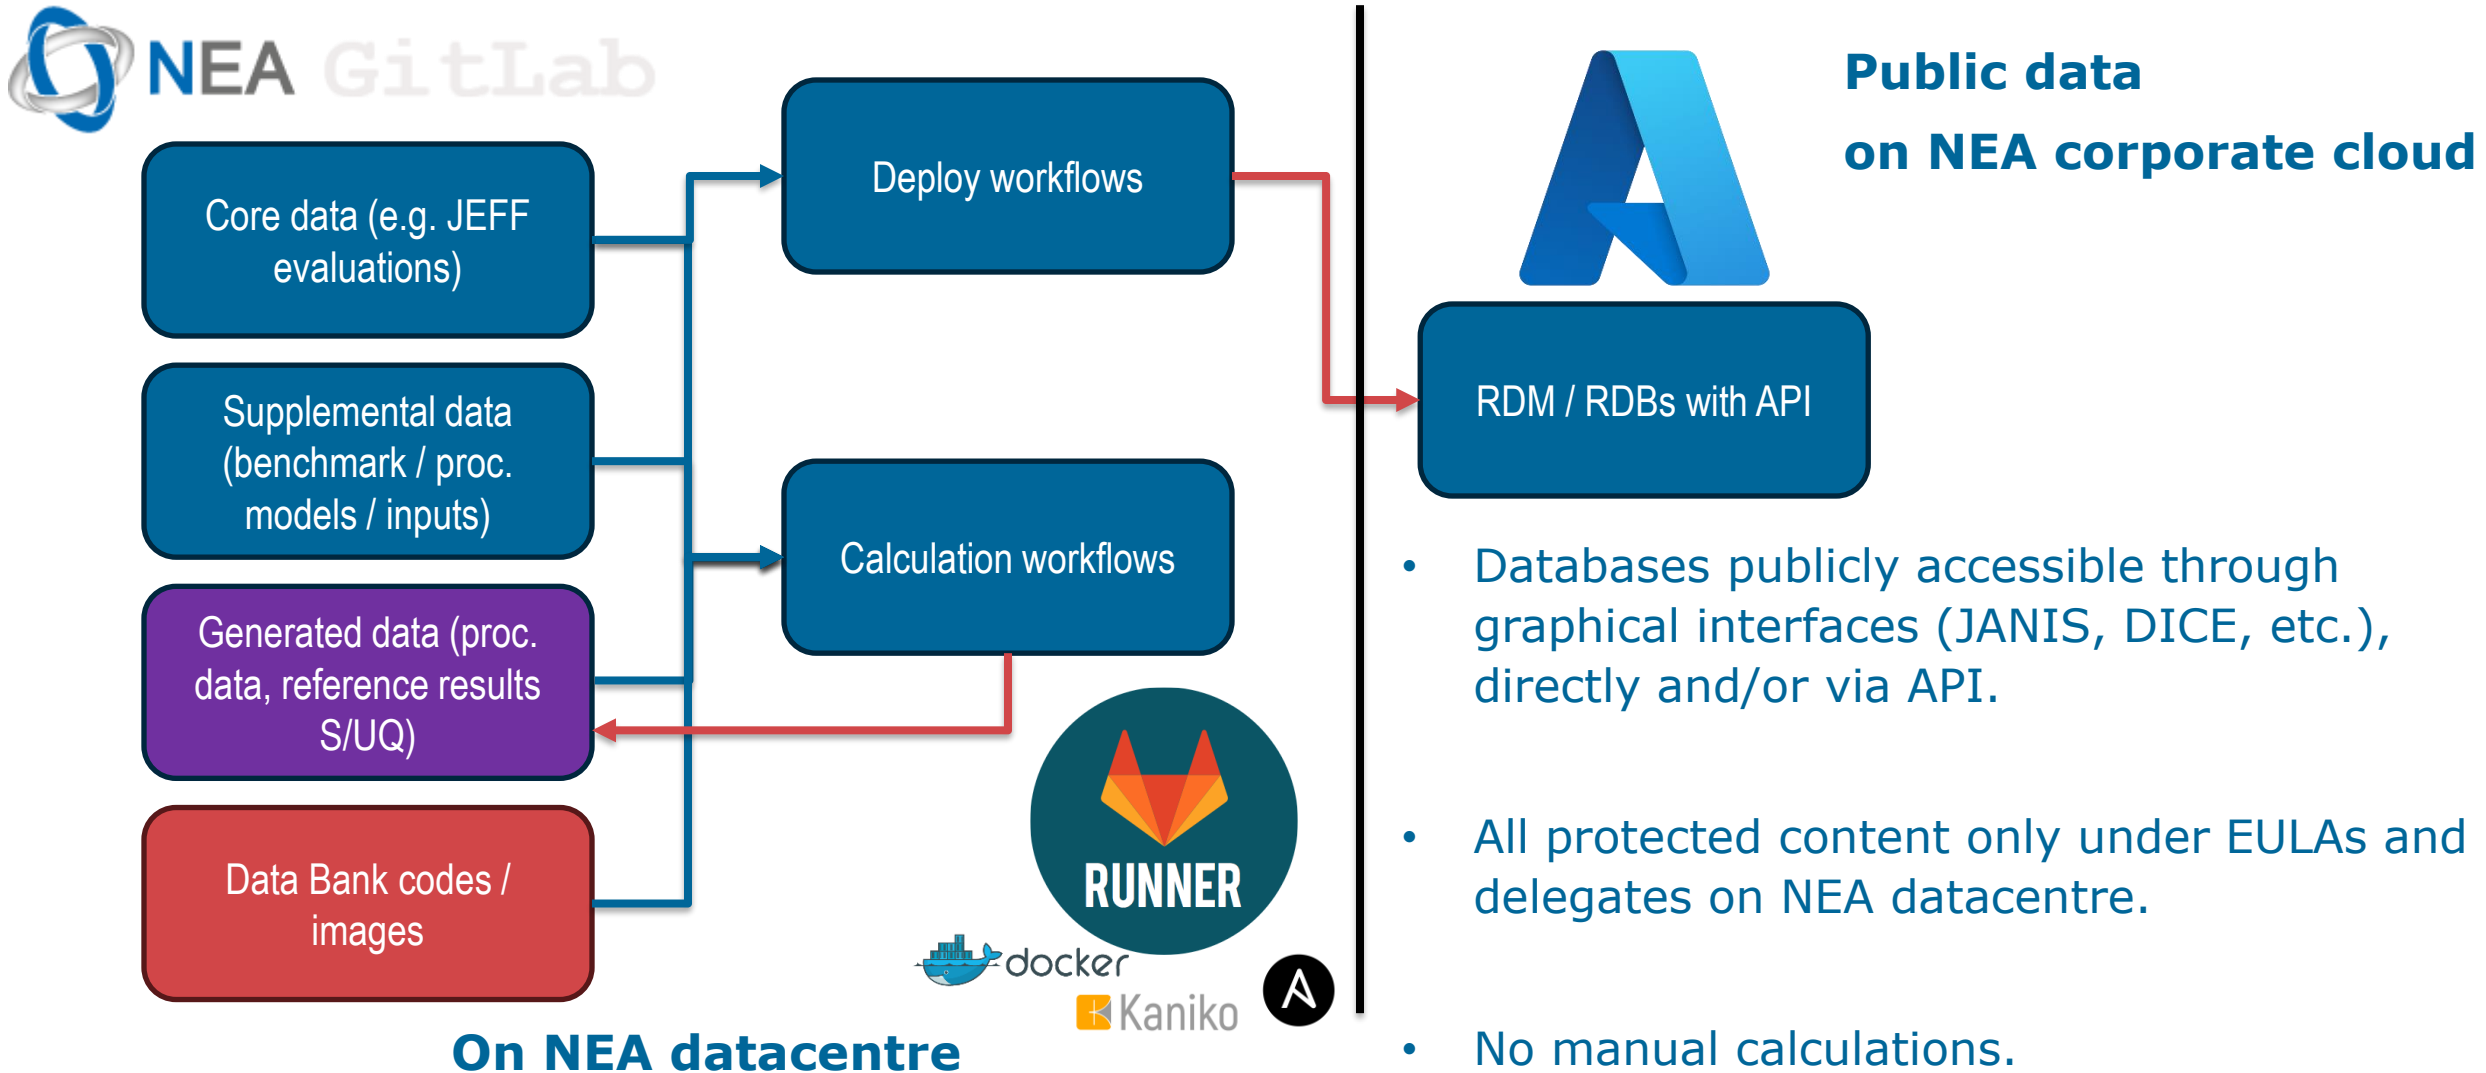 NEA GitLab
Core data (e.g. JEFF
evaluations)
Supplemental data
(benchmark / proc.
models / inputs)
Generated data (proc.
data, reference results
S/UQ)
Data Bank codes /
images
Deploy workflows
Calculation workflows
RUNNER
docker
Kaniko
On NEA datacentre
Public data
on NEA corporate cloud
RDM / RDBs with API
• Databases publicly accessible through
graphical interfaces (JANIS, DICE, etc.),
directly and/or via API.
• All protected content only under EULAs and
delegates on NEA datacentre.
• No manual calculations.